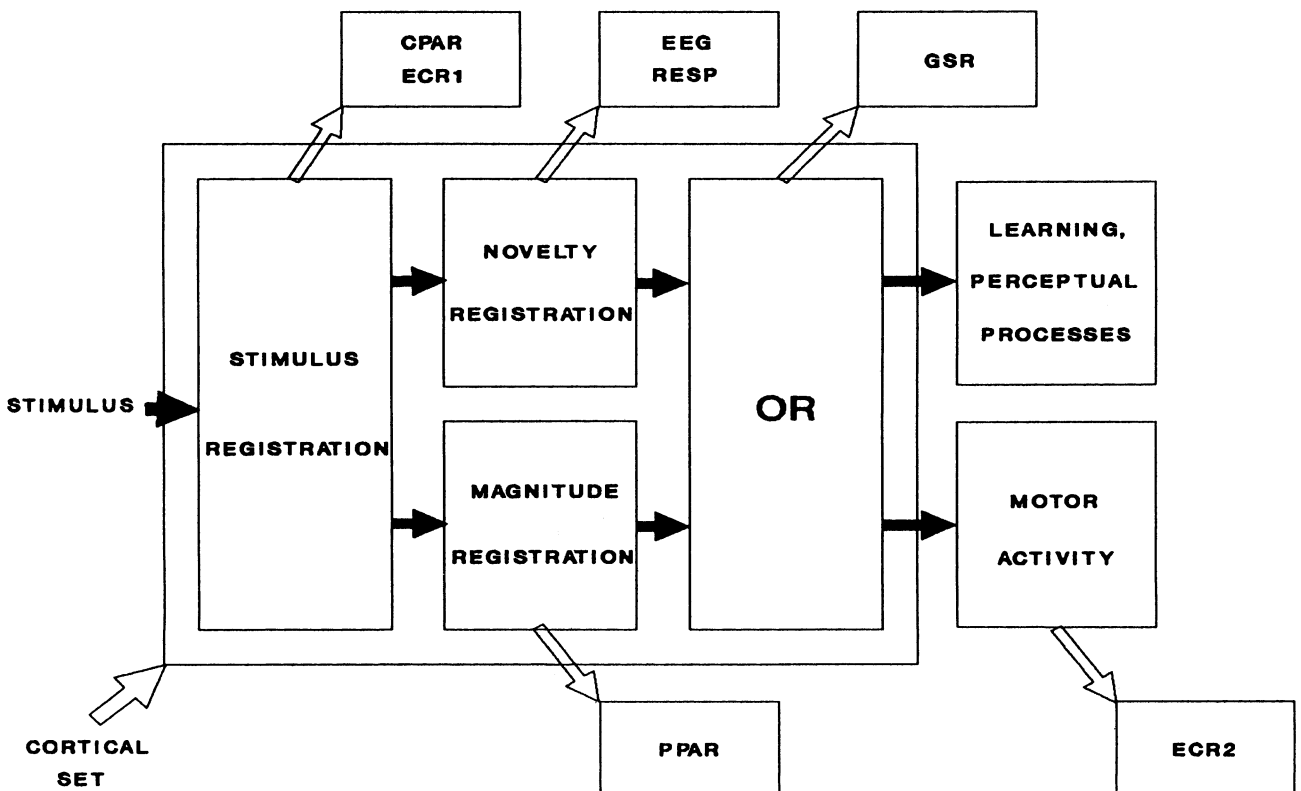 CPAR
ECR1
EEG
RESP
GSR
STIMULUS
STIMULUS
REGISTRATION
NOVELTY
REGISTRATION
MAGNITUDE
REGISTRATION
OR
LEARNING,
PERCEPTUAL
PROCESSES
MOTOR
ACTIVITY
CORTICAL
SET
PPAR
ECR2